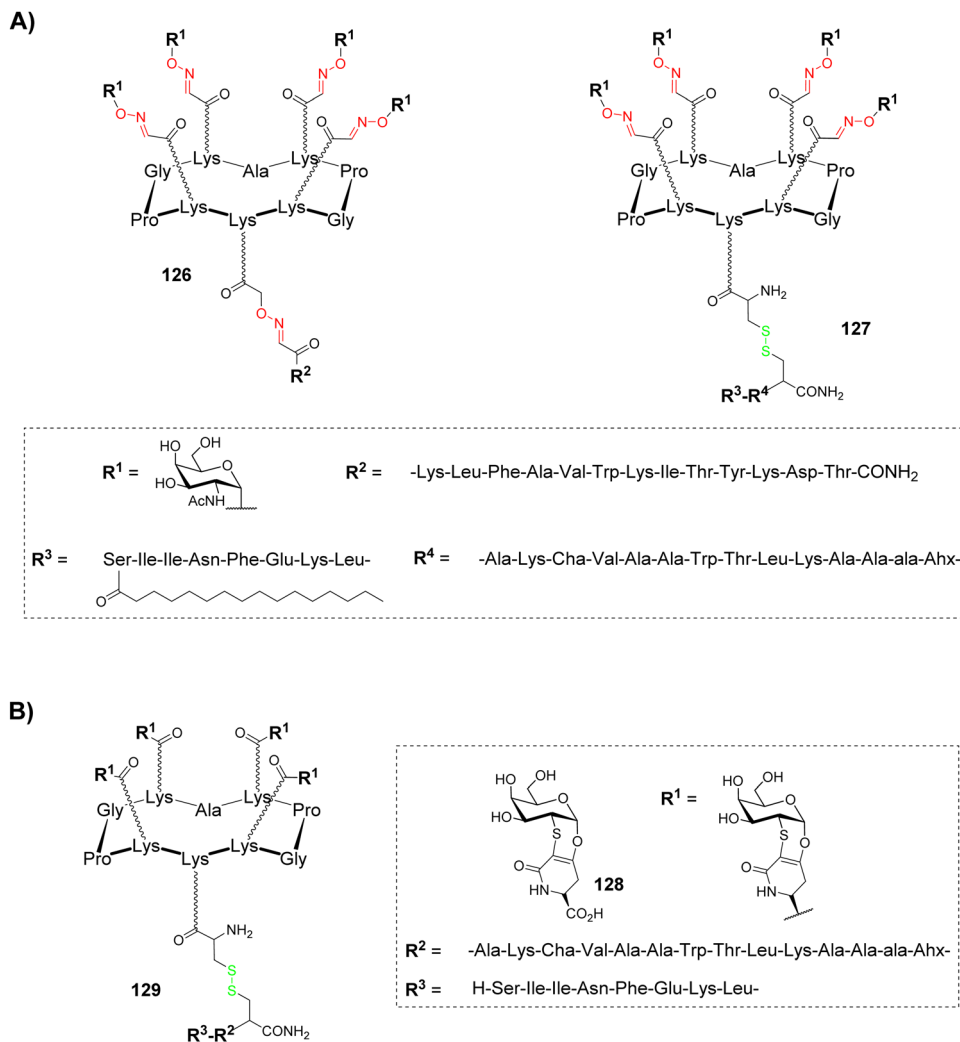 A)
R¹ R¹ R¹ R¹
O N O N
R¹ R¹ R¹ R¹
O N O N
O O O O
O N O N O N O N
O O O O
Lys Lys Lys Lys
Gly Ala Pro Gly Ala Pro
Pro Lys Lys Lys Gly Pro Lys Lys Lys Gly
126
O NH₂
O
127
O N
S
S
O
R²
R³-R⁴ CONH₂
R¹ = HO OH O HO AcNH
R² = -Lys-Leu-Phe-Ala-Val-Trp-Lys-Ile-Thr-Tyr-Lys-Asp-Thr-CONH₂
R³ = Ser-Ile-Ile-Asn-Phe-Glu-Lys-Leu-
O
R⁴ = -Ala-Lys-Cha-Val-Ala-Ala-Trp-Thr-Leu-Lys-Ala-Ala-ala-Ahx-
B)
R¹ O R¹ O
R¹ O O R¹
Lys Lys
Gly Ala Pro
Pro Lys Lys Lys Gly
O NH₂
S
S
129
R³-R² CONH₂
HO OH O HO S O O HN CO₂H
128
R¹ = HO OH O HO S O O HN
R² = -Ala-Lys-Cha-Val-Ala-Ala-Trp-Thr-Leu-Lys-Ala-Ala-ala-Ahx-
R³ = H-Ser-Ile-Ile-Asn-Phe-Glu-Lys-Leu-